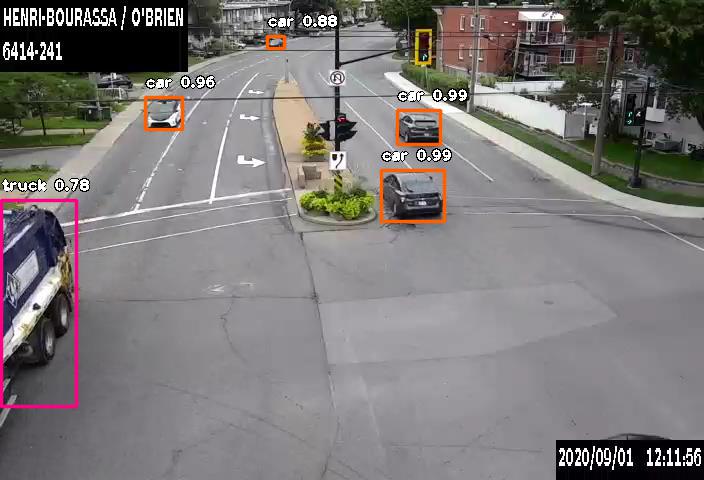 HENRI-BOURASSA / O'BRIEN
6414-241
car 0.88
car 0.96
car 0.99
car 0.99
truck 0.78
2020/09/01 12:11:56